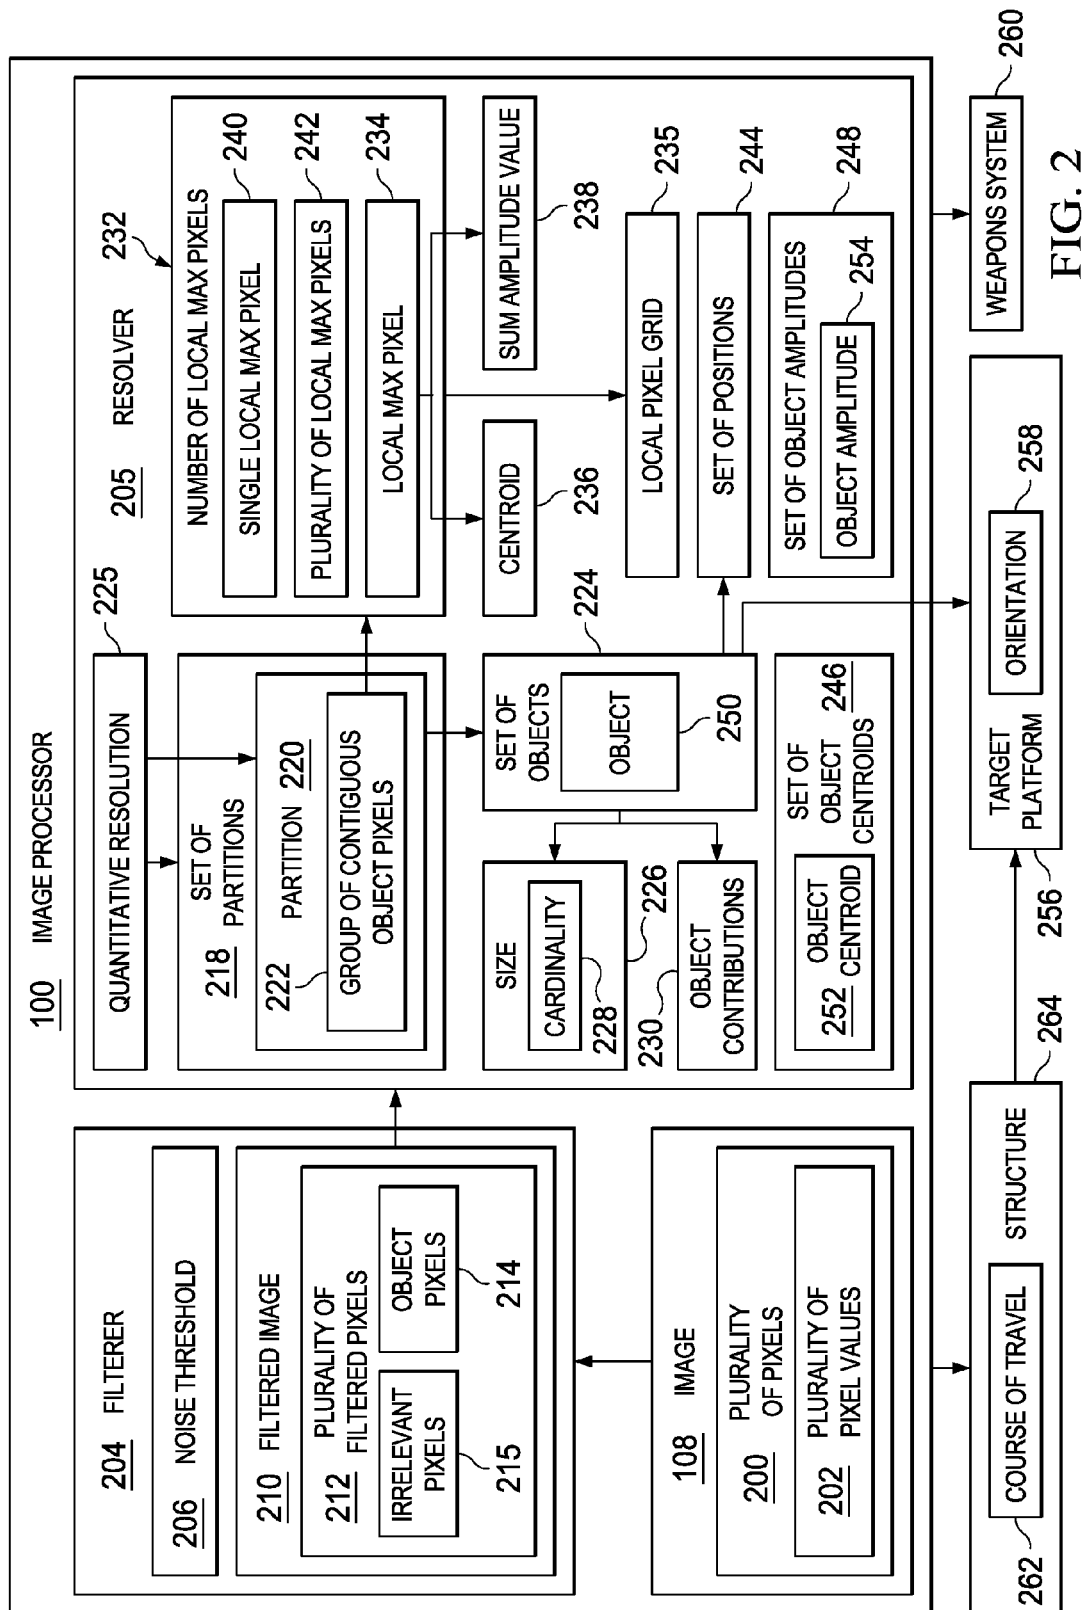 100
IMAGE PROCESSOR
204
FILTERER
206
NOISE THRESHOLD
210
FILTERED IMAGE
PLURALITY OF
212
FILTERED PIXELS
IRRELEVANT
PIXELS
215
OBJECT
PIXELS
214
108
IMAGE
PLURALITY
200
OF PIXELS
PLURALITY OF
202
PIXEL VALUES
205
RESOLVER
QUANTITATIVE RESOLUTION
225
SET OF
218
PARTITIONS
PARTITION
220
222
GROUP OF CONTIGUOUS
OBJECT PIXELS
232
NUMBER OF LOCAL MAX PIXELS
SINGLE LOCAL MAX PIXEL
240
PLURALITY OF LOCAL MAX PIXELS
242
LOCAL MAX PIXEL
234
SIZE
CARDINALITY
228
226
230
OBJECT
CONTRIBUTIONS
SET OF
OBJECTS
224
OBJECT
250
CENTROID
236
SUM AMPLITUDE VALUE
238
LOCAL PIXEL GRID
235
SET OF POSITIONS
244
SET OF OBJECT AMPLITUDES
248
OBJECT AMPLITUDE
254
SET OF
OBJECT
246
CENTROIDS
OBJECT
252
CENTROID
262
COURSE OF TRAVEL
STRUCTURE
264
256
TARGET
PLATFORM
ORIENTATION
258
WEAPONS SYSTEM
260
FIG. 2